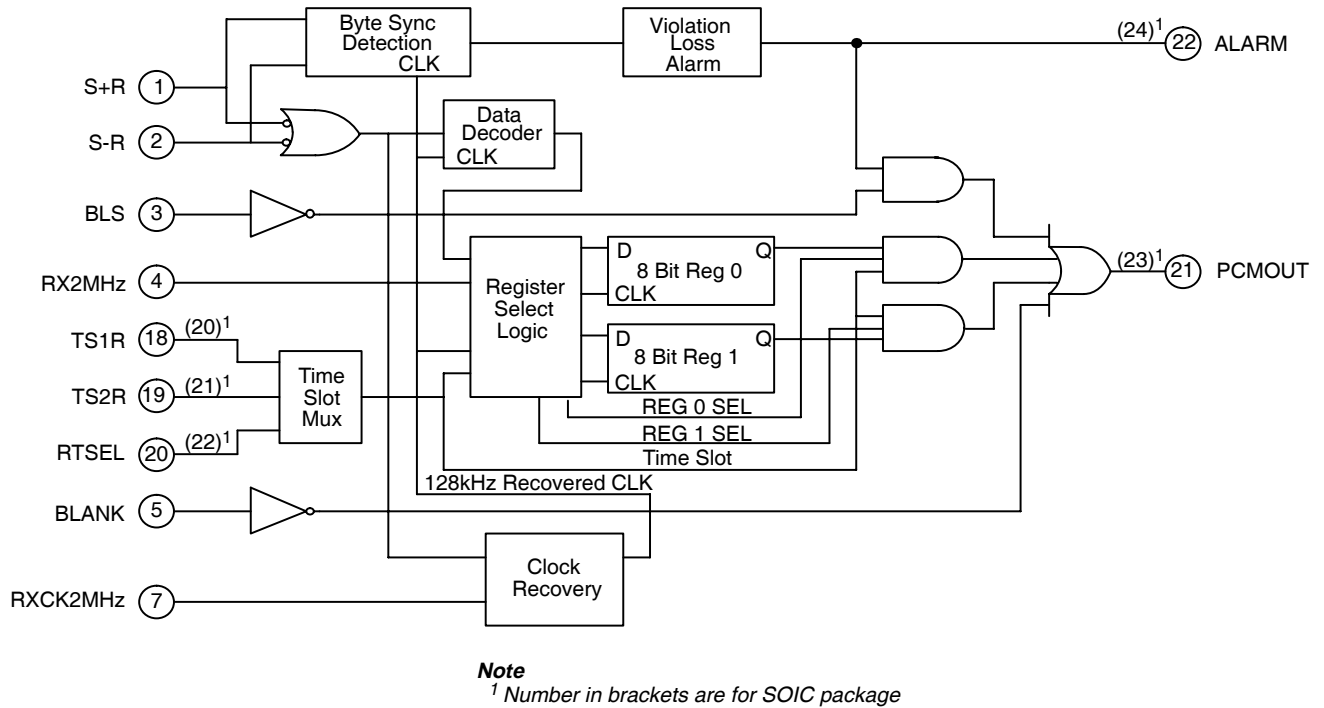 Byte Sync
Detection
CLK
Violation
Loss
Alarm
(24)1
22
ALARM
S+R
1
S-R
2
Data
Decoder
CLK
BLS
3
RX2MHz
4
Register
Select
Logic
D
Q
8 Bit Reg 0
CLK
D
Q
8 Bit Reg 1
CLK
(23)1
21
PCMOUT
TS1R
18
(20)1
TS2R
19
(21)1
RTSEL
20
(22)1
Time
Slot
Mux
REG 0 SEL
REG 1 SEL
Time Slot
128kHz Recovered CLK
BLANK
5
Clock
Recovery
RXCK2MHz
7
Note
1 Number in brackets are for SOIC package